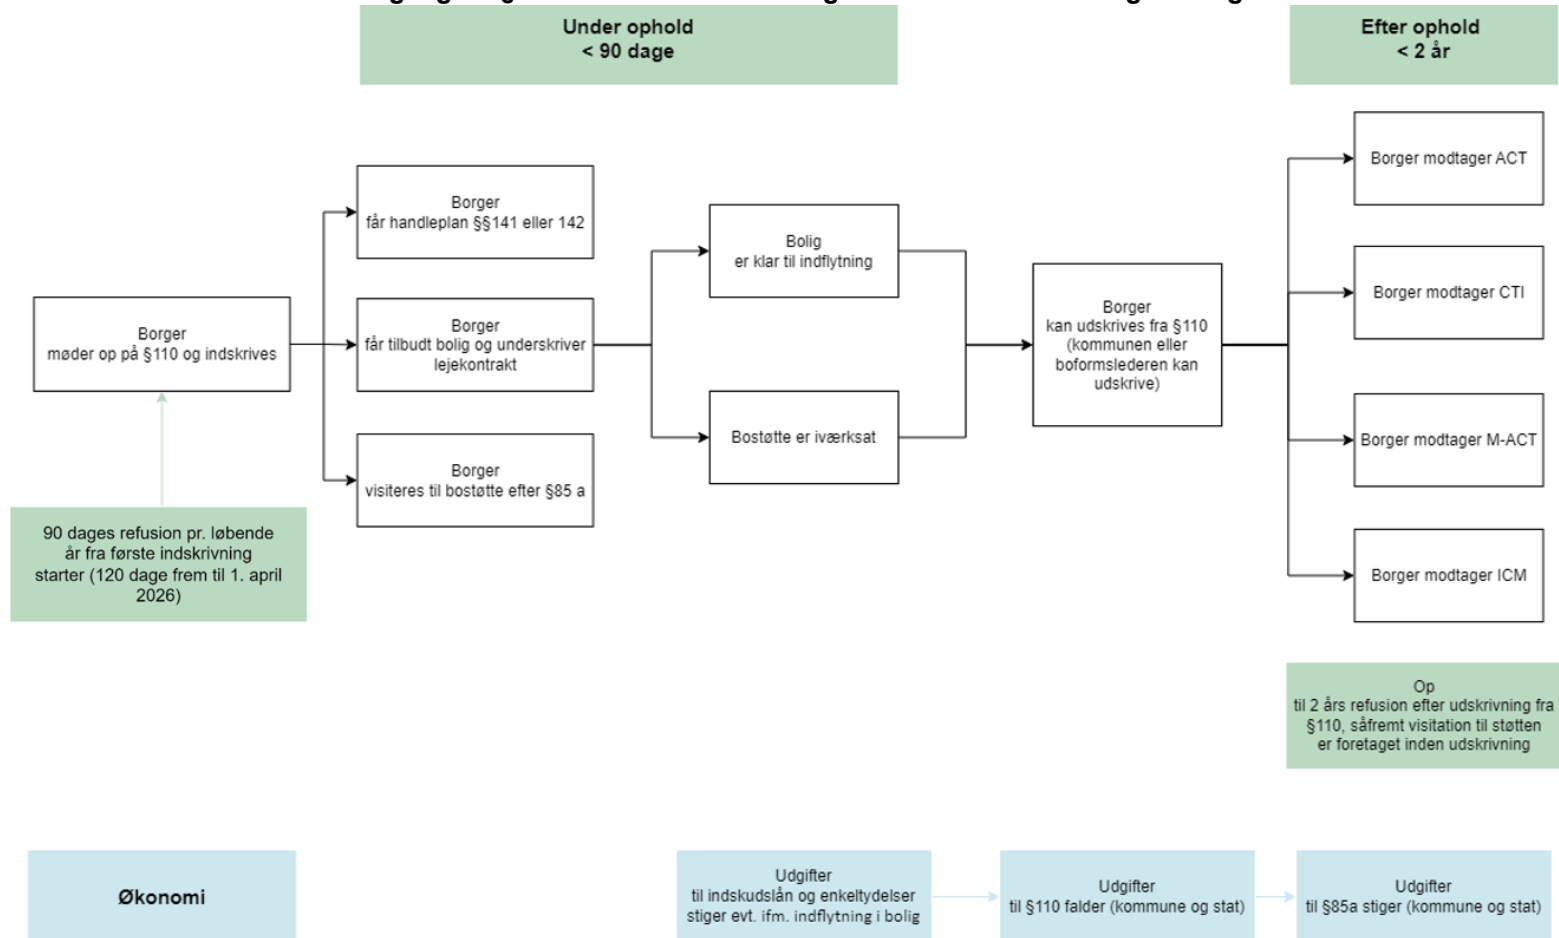 Under ophold
< 90 dage
Efter ophold
< 2 år
Borger
møder op på §110 og indskrives
90 dages refusion pr. løbende
år fra første indskrivning
starter (120 dage frem til 1. april
2026)
Borger
får handleplan §§141 eller 142
Borger
får tilbudt bolig og underskriver
lejekontrakt
Borger
visiteres til bostøtte efter §85 a
Bolig
er klar til indflytning
Bostøtte er iværksat
Borger
kan udskrives fra §110
(kommunen eller
boformslederen kan
udskrive)
Borger modtager ACT
Borger modtager CTI
Borger modtager M-ACT
Borger modtager ICM
Op
til 2 års refusion efter udskrivning fra
§110, såfremt visitation til støtten
er foretaget inden udskrivning
Økonomi
Udgifter
til indskudslån og enkeltydelser
stiger evt. ifm. indflytning i bolig
Udgifter
til §110 falder (kommune og stat)
Udgifter
til §85a stiger (kommune og stat)